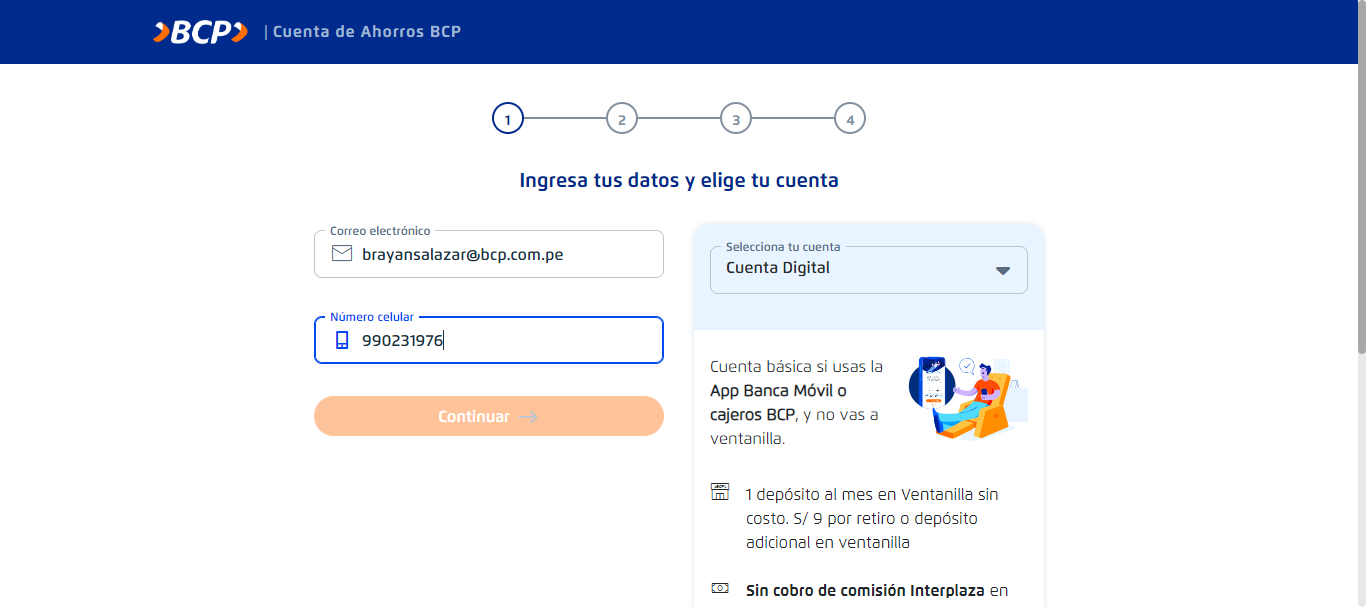 BCP | Cuenta de Ahorros BCP
1 2 3 4
Ingresa tus datos y elige tu cuenta
Correo electrónico
brayansalazar@bcp.com.pe
Número celular
990231976
Continuar
Selecciona tu cuenta
Cuenta Digital
Cuenta básica si usas la
App Banca Móvil o
cajeros BCP, y no vas a
ventanilla.
1 depósito al mes en Ventanilla sin
costo. S/ 9 por retiro o depósito
adicional en ventanilla
Sin cobro de comisión Interplaza en